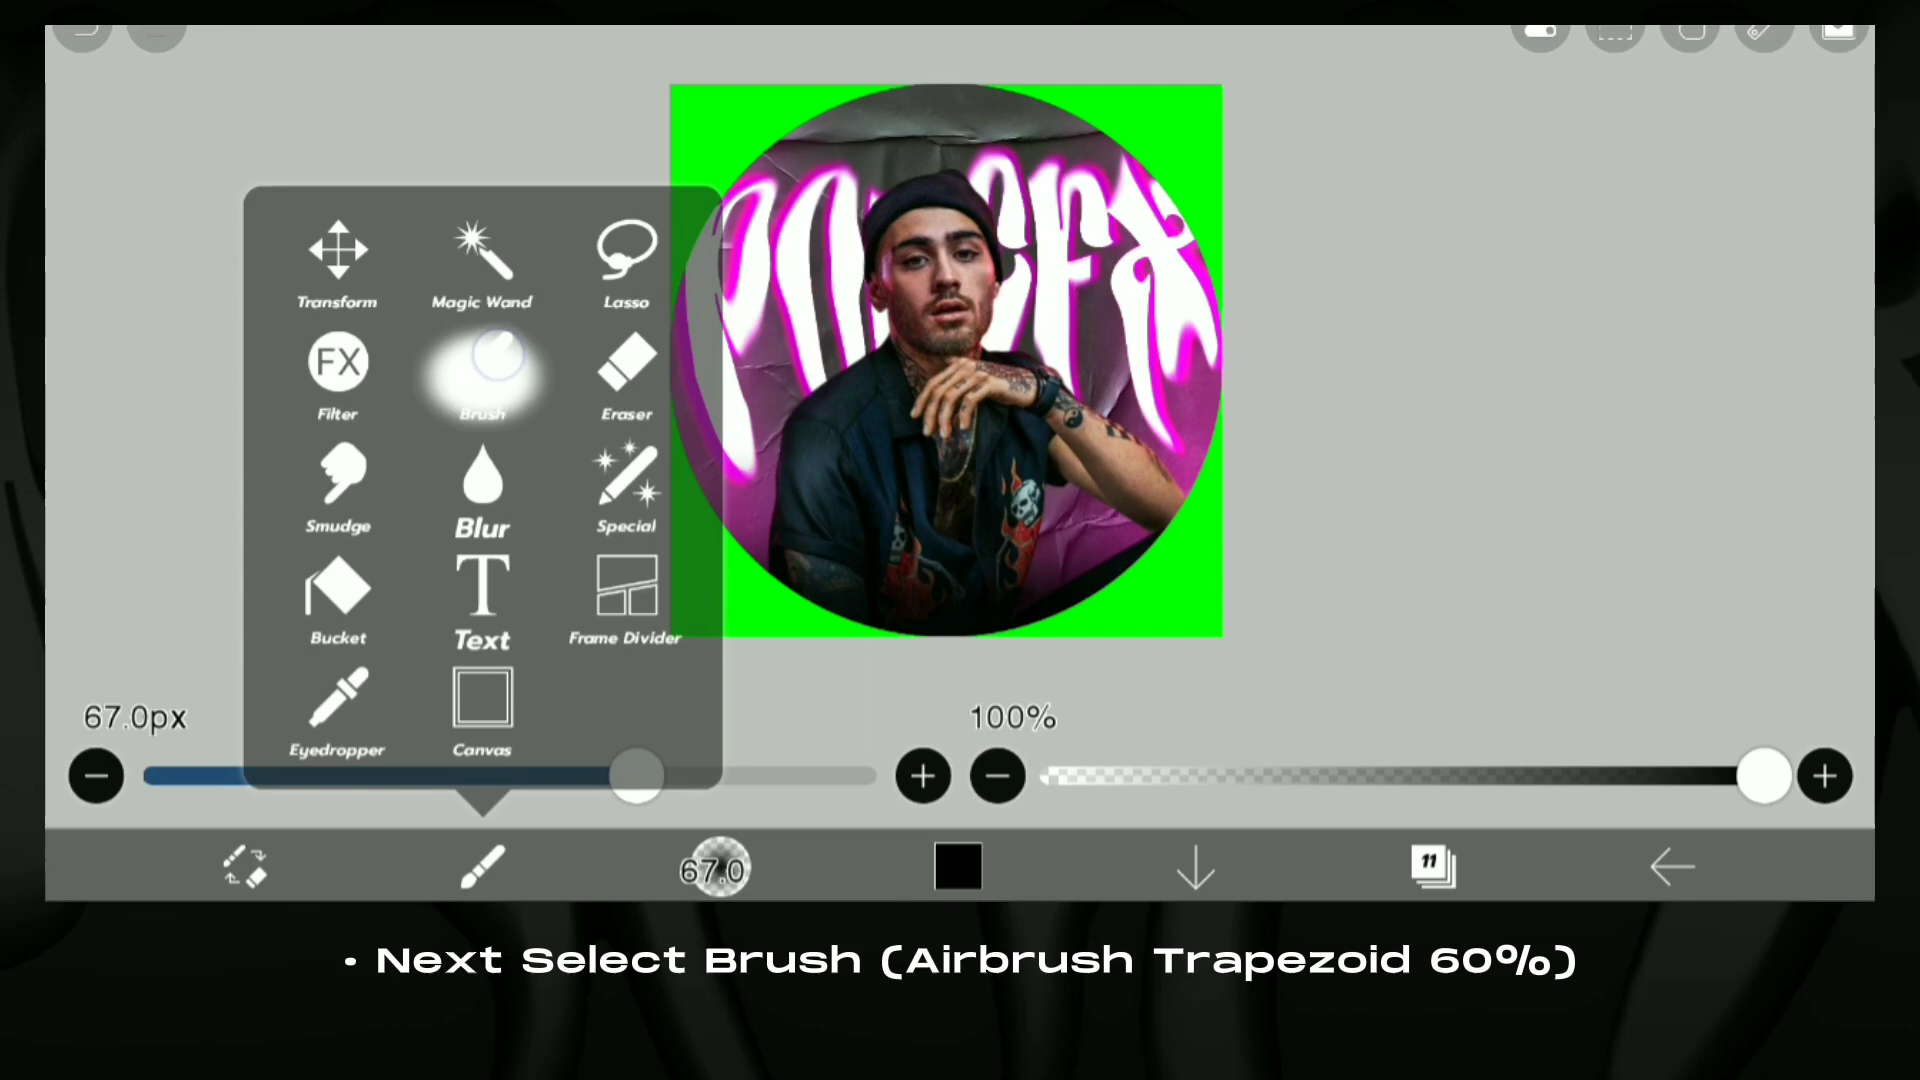 Transform
Magic Wand
Lasso
FX
Filter
Brush
Eraser
Smudge
Blur
Special
Bucket
T
Text
Frame Divider
Eyedropper
Canvas
67.0px
100%
67.0
11
• Next Select Brush (Airbrush Trapezoid 60%)